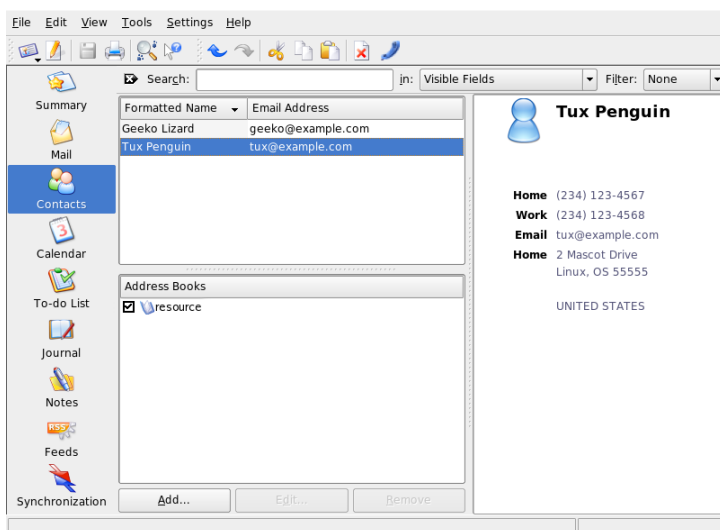 File Edit View Tools Settings Help
Search: in: Visible Fields Filter: None
Summary
Mail
Contacts
3
Calendar
To-do List
Journal
Notes
RSS
Feeds
Synchronization
Formatted Name Email Address
Geeko Lizard geeko@example.com
Tux Penguin tux@example.com
Address Books
resource
Add... Edit... Remove
Tux Penguin
Home (234) 123-4567
Work (234) 123-4568
Email tux@example.com
Home 2 Mascot Drive
Linux, OS 55555
UNITED STATES